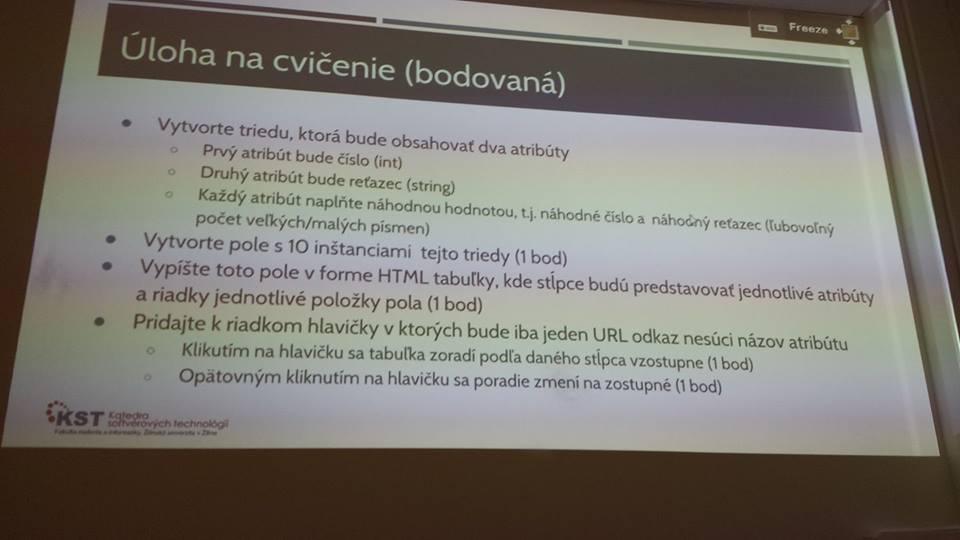 Freeze
Úloha na cvičenie (bodovaná)
• Vytvorte triedu, ktorá bude obsahovať dva atribúty
○ Prvý atribút bude číslo (int)
○ Druhý atribút bude reťazec (string)
○ Každý atribút naplňte náhodnou hodnotou, t.j. náhodné číslo a náhodný reťazec (ľubovoľný
počet veľkých/malých písmen)
• Vytvorte pole s 10 inštanciami tejto triedy (1 bod)
• Vypíšte toto pole v forme HTML tabuľky, kde stĺpce budú predstavovať jednotlivé atribúty
a riadky jednotlivé položky pola (1 bod)
• Pridajte k riadkom hlavičky v ktorých bude iba jeden URL odkaz nesúci názov atribútu
○ Klikutím na hlavičku sa tabuľka zoradí podľa daného stĺpca vzostupne (1 bod)
○ Opätovným kliknutím na hlavičku sa poradie zmení na zostupné (1 bod)
KST Katedra
softvérových technológií
Fakulta riadenia a informatiky, Žilinská univerzita v Žiline